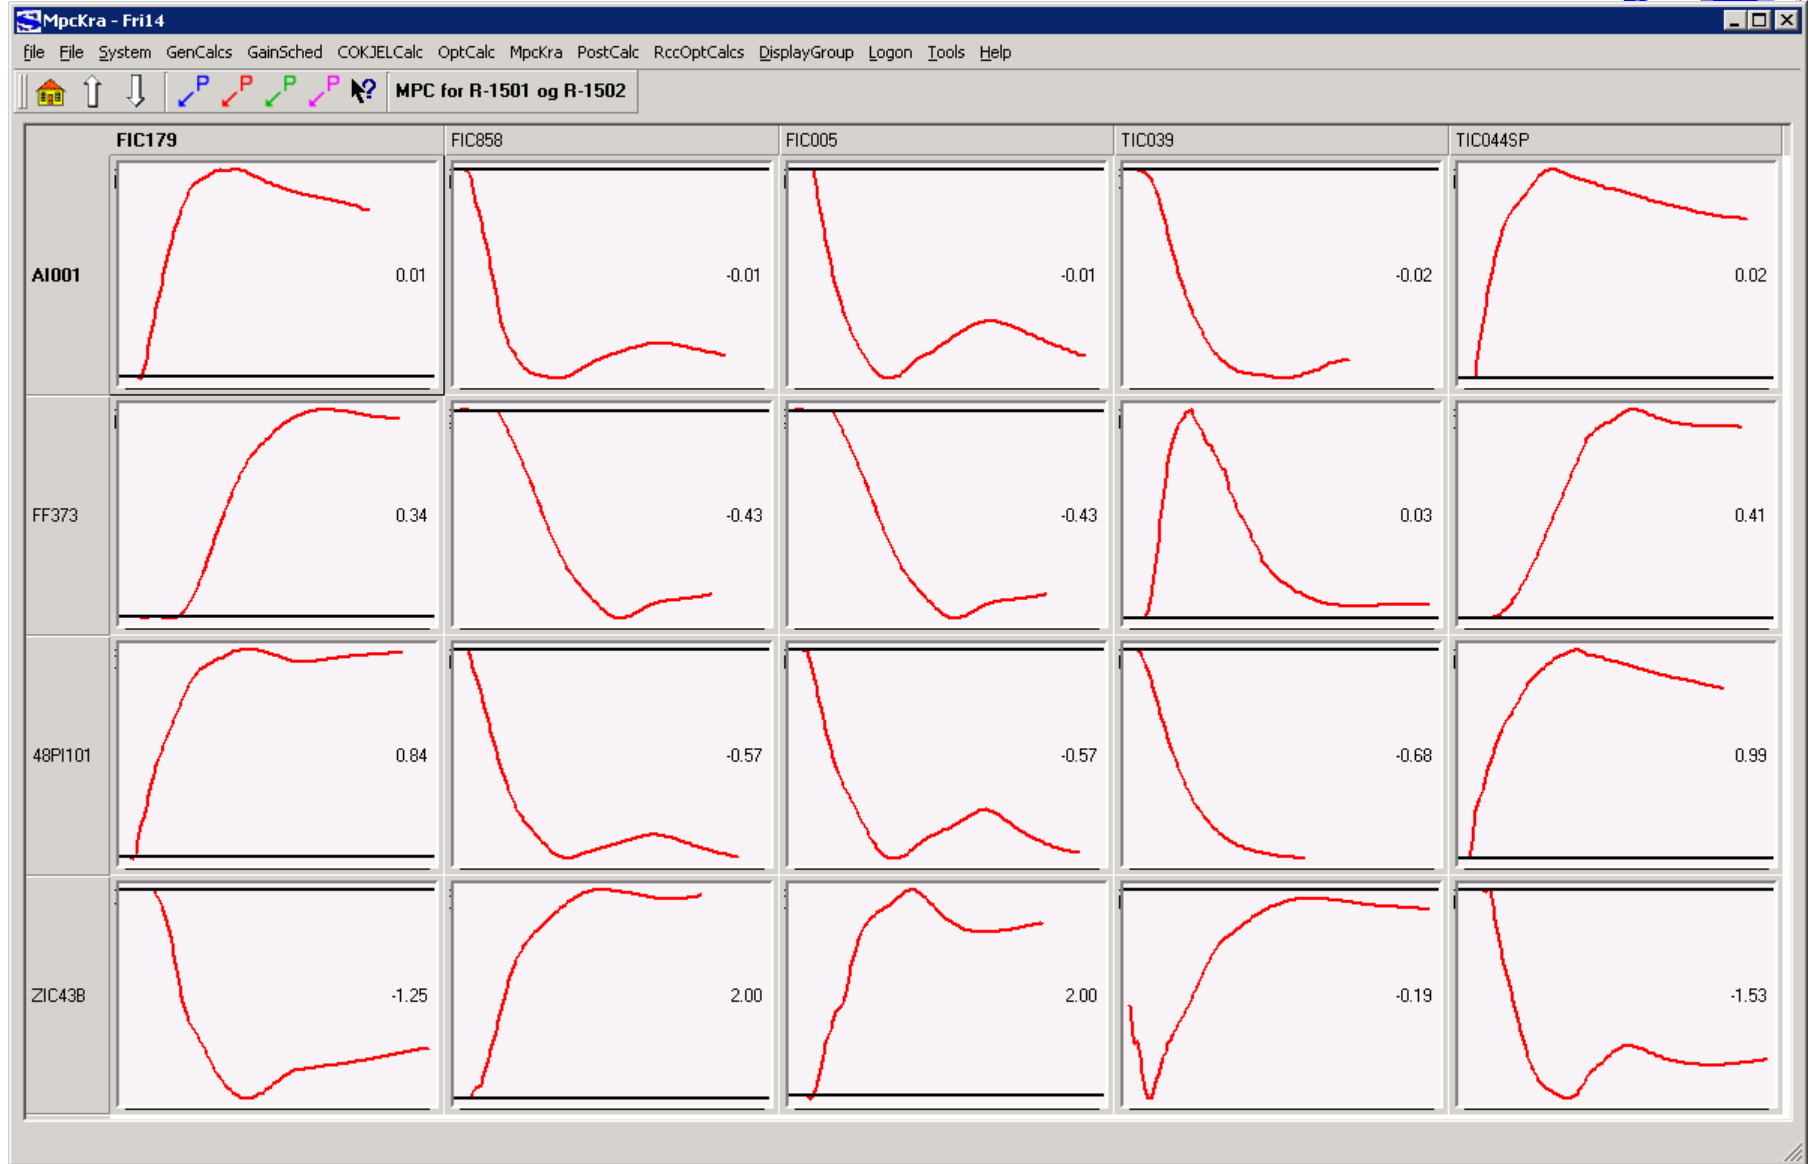 MpcKra - Fri14
file File System GenCalcs GainSched COKJELCalc OptCalc MpcKra PostCalc RccOptCalcs DisplayGroup Logon Tools Help
P P P P ? MPC for R-1501 og R-1502
FIC179 FIC858 FIC005 TIC039 TIC044SP
AI001 0.01 -0.01 -0.01 -0.02 0.02
FF373 0.34 -0.43 -0.43 0.03 0.41
48PI101 0.84 -0.57 -0.57 -0.68 0.99
ZIC43B -1.25 2.00 2.00 -0.19 -1.53